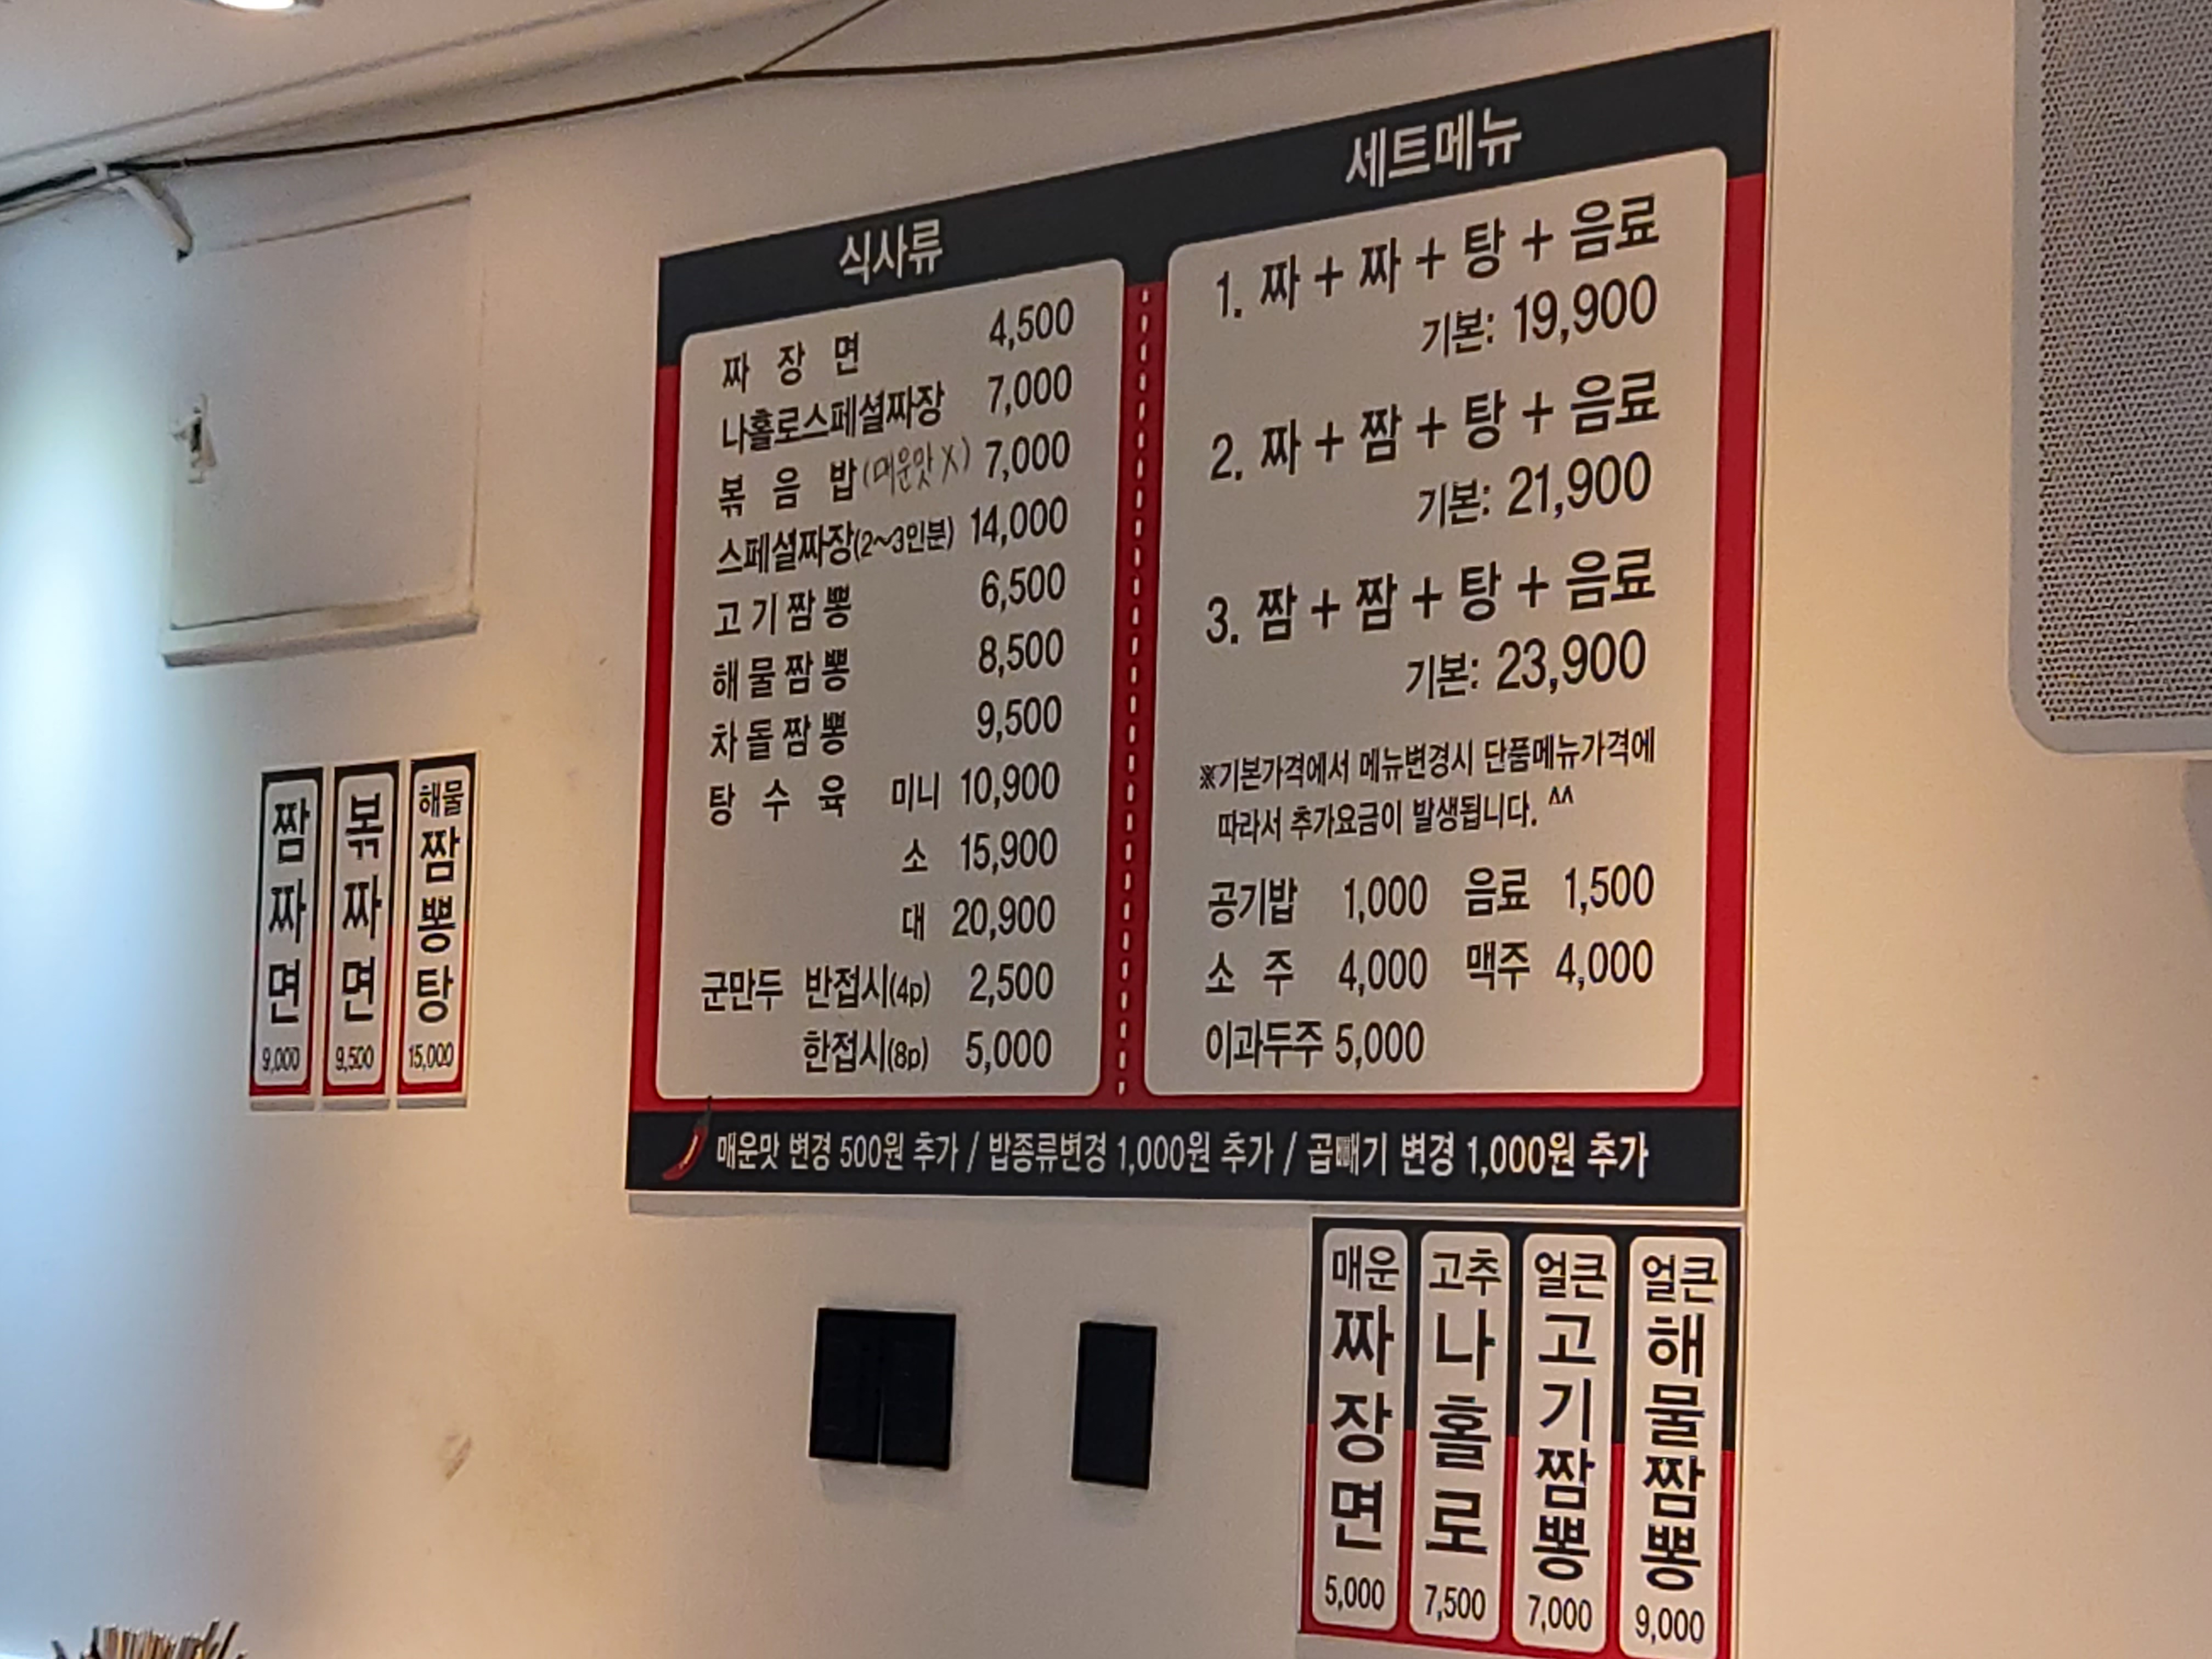 식사류
짜 장 면 4,500
나홀로스페셜짜장 7,000
볶 음 밥 (매운맛 X) 7,000
스페셜짜장(2~3인분) 14,000
고기짬뽕 6,500
해물짬뽕 8,500
차돌짬뽕 9,500
탕 수 육 미니 10,900
소 15,900
대 20,900
군만두 반접시(4p) 2,500
한접시(8p) 5,000
세트메뉴
1. 짜 + 짜 + 탕 + 음료
기본: 19,900
2. 짜 + 짬 + 탕 + 음료
기본: 21,900
3. 짬 + 짬 + 탕 + 음료
기본: 23,900
※기본가격에서 메뉴변경시 단품메뉴가격에
따라서 추가요금이 발생됩니다. ^^
공기밥 1,000 음료 1,500
소 주 4,000 맥주 4,000
이과두주 5,000
매운맛 변경 500원 추가 / 밥종류변경 1,000원 추가 / 곱빼기 변경 1,000원 추가
짬짜면 9,000
볶짜면 9,500
해물짬뽕탕 15,000
매운짜장면 5,000
고추나홀로 7,500
얼큰고기짬뽕 7,000
얼큰해물짬뽕 9,000